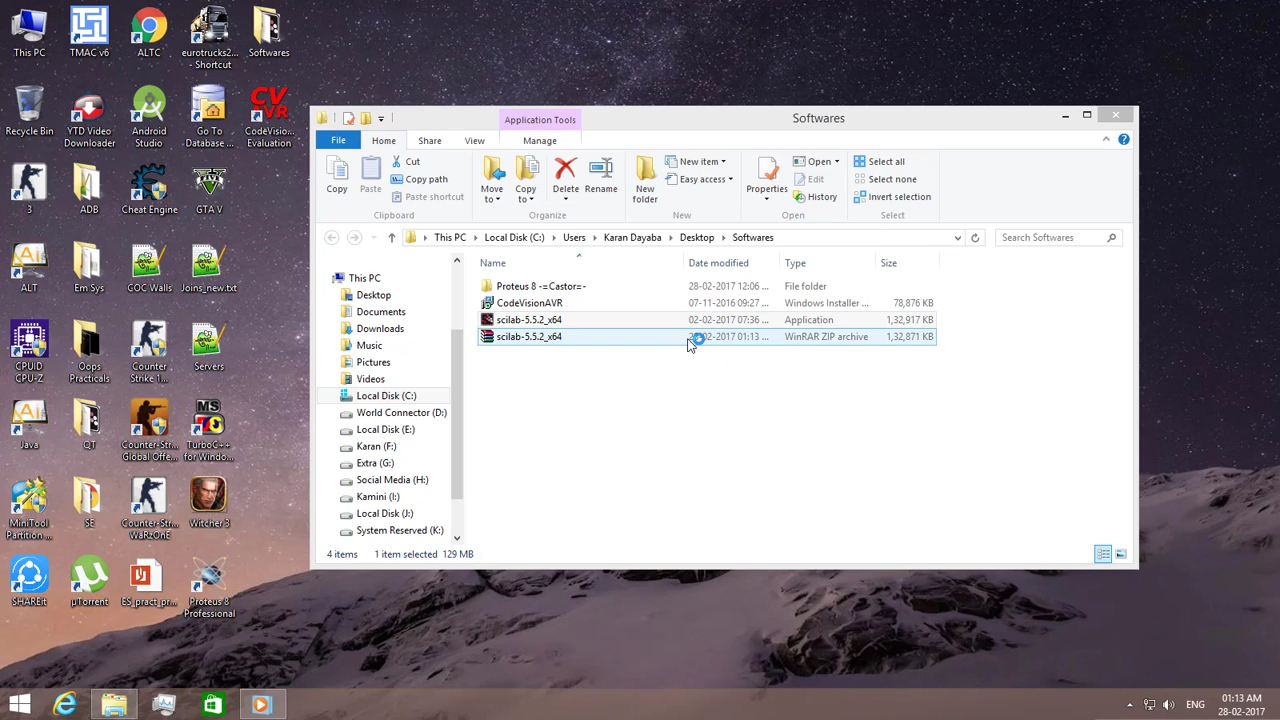 This PC
TMAC v6
ALTC
eurotrucks2...
- Shortcut
Softwares
Recycle Bin
YTD Video
Downloader
Android
Studio
Go To
Database ...
CV
AVR
CodeVision...
Evaluation
3
ADB
Cheat Engine
GTA V
ALT
Em Sys
COC Walls
Joins_new.txt
CPUID
CPU-Z
Oops
Practicals
Counter
Strike 1...
Servers
Java
QT
Counter-Str...
Global Offe...
TurboC++
for Windo...
MiniTool
Partition ...
SE
Counter-Str...
WaRzOnE
Witcher 3
SHAREit
µTorrent
ES_pract_pr...
Proteus 8
Professional
Application Tools
Softwares
File
Home
Share
View
Manage
Copy
Paste
Cut
Copy path
Paste shortcut
Clipboard
Move
to
Copy
to
Delete
Rename
Organize
New
folder
New item
Easy access
New
Properties
Open
Edit
History
Open
Select all
Select none
Invert selection
Select
This PC
Local Disk (C:)
Users
Karan Dayaba
Desktop
Softwares
Search Softwares
Name
Date modified
Type
Size
Proteus 8 -=Castor=- 28-02-2017 12:06 ... File folder
CodeVisionAVR 07-11-2016 09:27 ... Windows Installer ... 78,876 KB
scilab-5.5.2_x64 02-02-2017 07:36 ... Application 1,32,917 KB
scilab-5.5.2_x64 -02-2017 01:13 ... WinRAR ZIP archive 1,32,871 KB
This PC
Desktop
Documents
Downloads
Music
Pictures
Videos
Local Disk (C:)
World Connector (D:)
Local Disk (E:)
Karan (F:)
Extra (G:)
Social Media (H:)
Kamini (I:)
Local Disk (J:)
System Reserved (K:)
4 items 1 item selected 129 MB
ENG
01:13 AM
28-02-2017